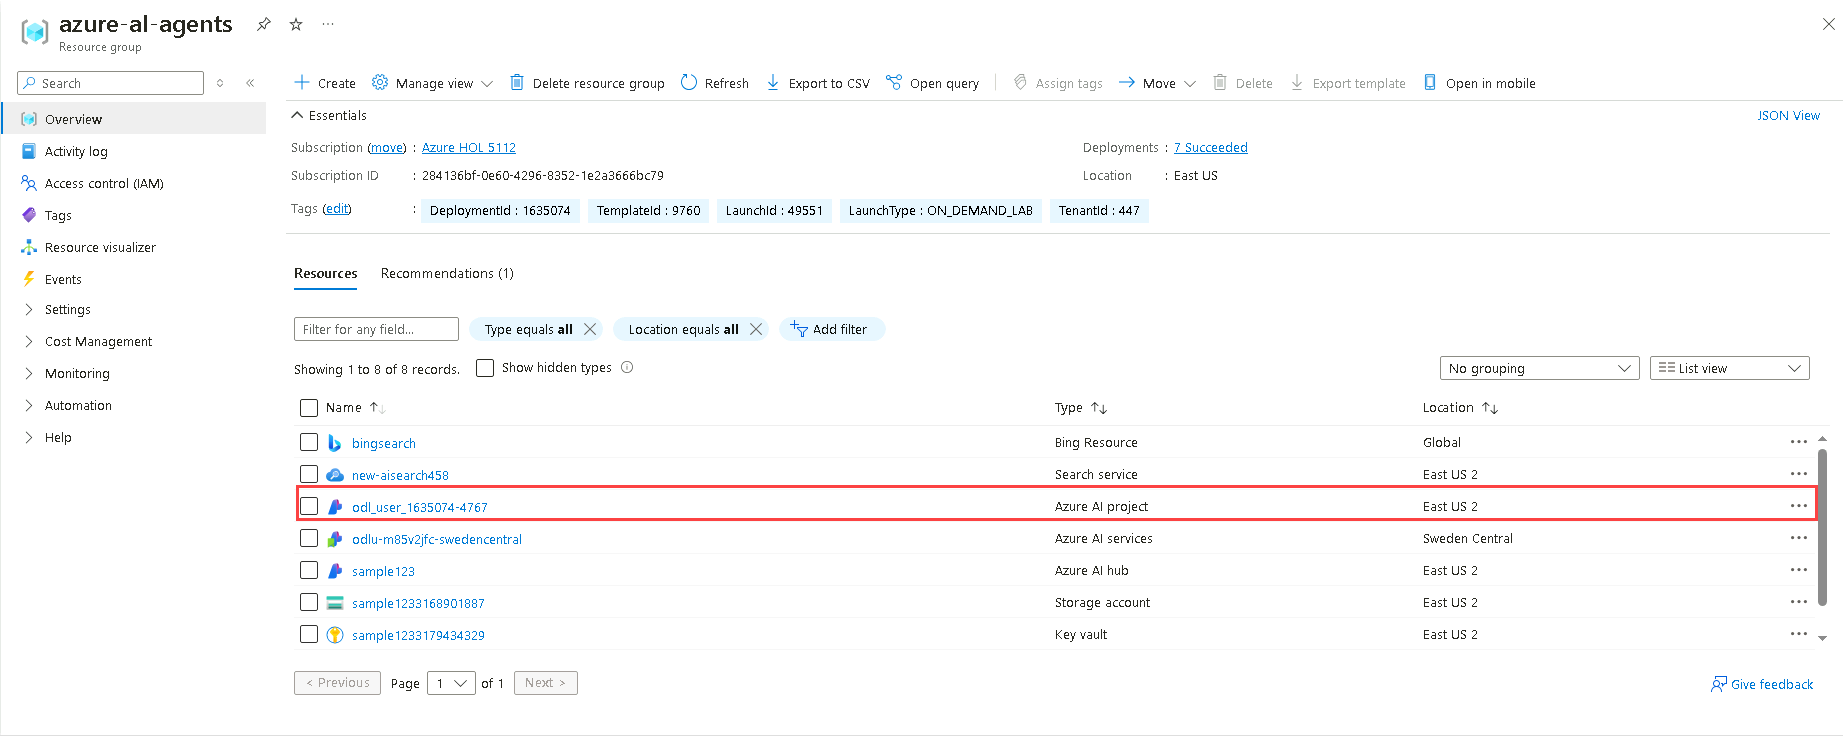 azure-al-agents
Resource group
Search
Create Manage view Delete resource group Refresh Export to CSV Open query Assign tags Move Delete Export template Open in mobile
Overview
Activity log
Access control (IAM)
Tags
Resource visualizer
Events
Settings
Cost Management
Monitoring
Automation
Help
Essentials JSON View
Subscription (move) : Azure HOL 5112 Deployments : 7 Succeeded
Subscription ID : 284136bf-0e60-4296-8352-1e2a3666bc79 Location : East US
Tags (edit) : DeploymentId : 1635074 TemplateId : 9760 LaunchId : 49551 LaunchType : ON_DEMAND_LAB TenantId : 447
Resources Recommendations (1)
Filter for any field... Type equals all Location equals all Add filter
Showing 1 to 8 of 8 records. Show hidden types No grouping List view
Name Type Location
bingsearch Bing Resource Global
new-aisearch458 Search service East US 2
odl_user_1635074-4767 Azure AI project East US 2
odlu-m85v2jfc-swedencentral Azure AI services Sweden Central
sample123 Azure AI hub East US 2
sample1233168901887 Storage account East US 2
sample1233179434329 Key vault East US 2
< Previous Page 1 of 1 Next >
Give feedback